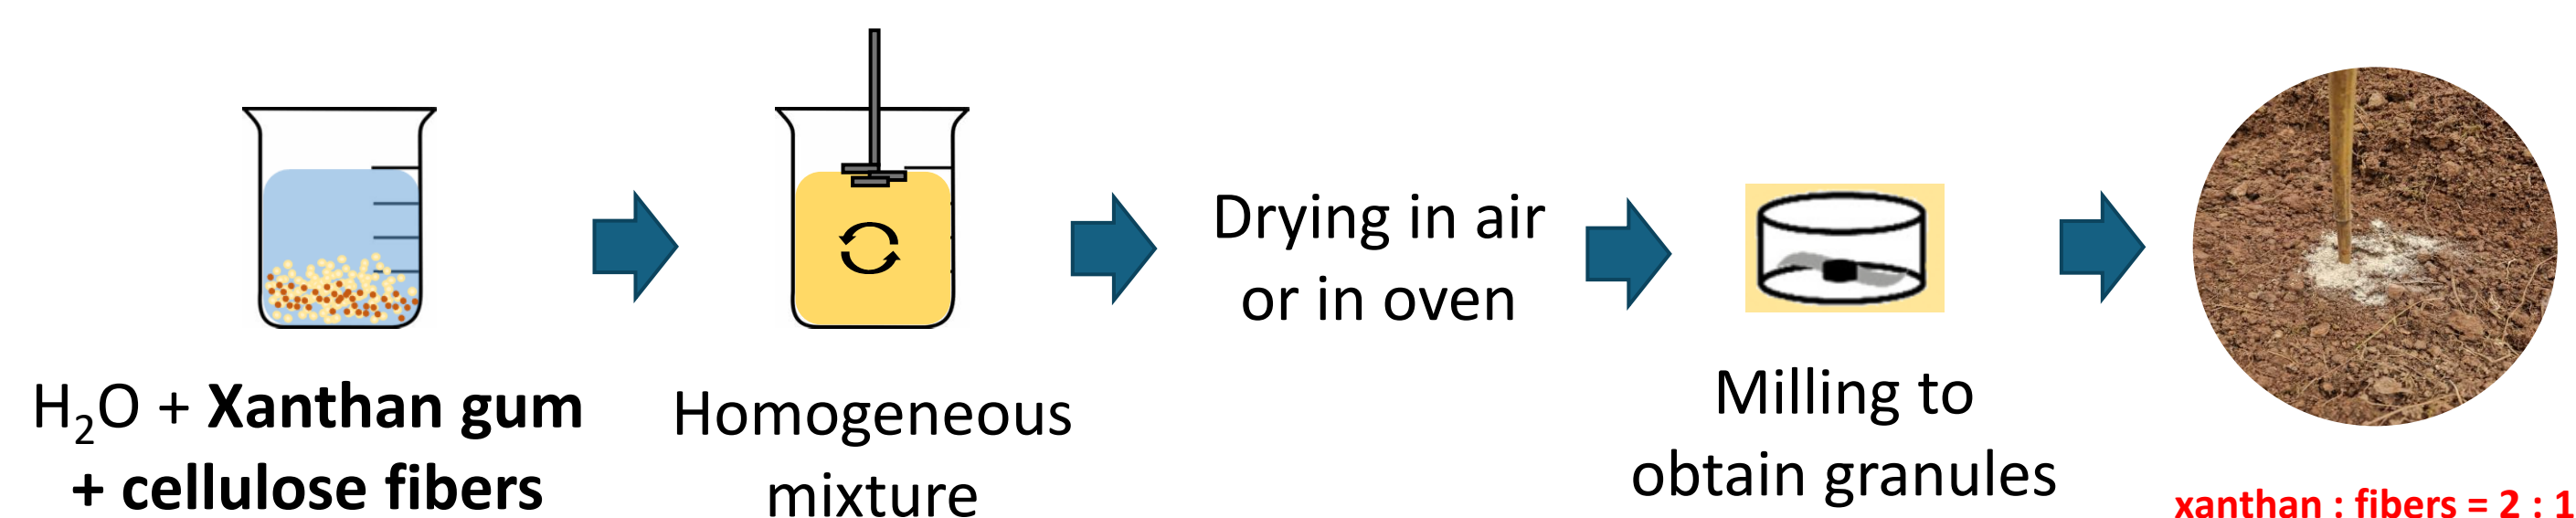 H₂O + Xanthan gum
+ cellulose fibers
Homogeneous
mixture
Drying in air
or in oven
Milling to
obtain granules
xanthan : fibers = 2 : 1